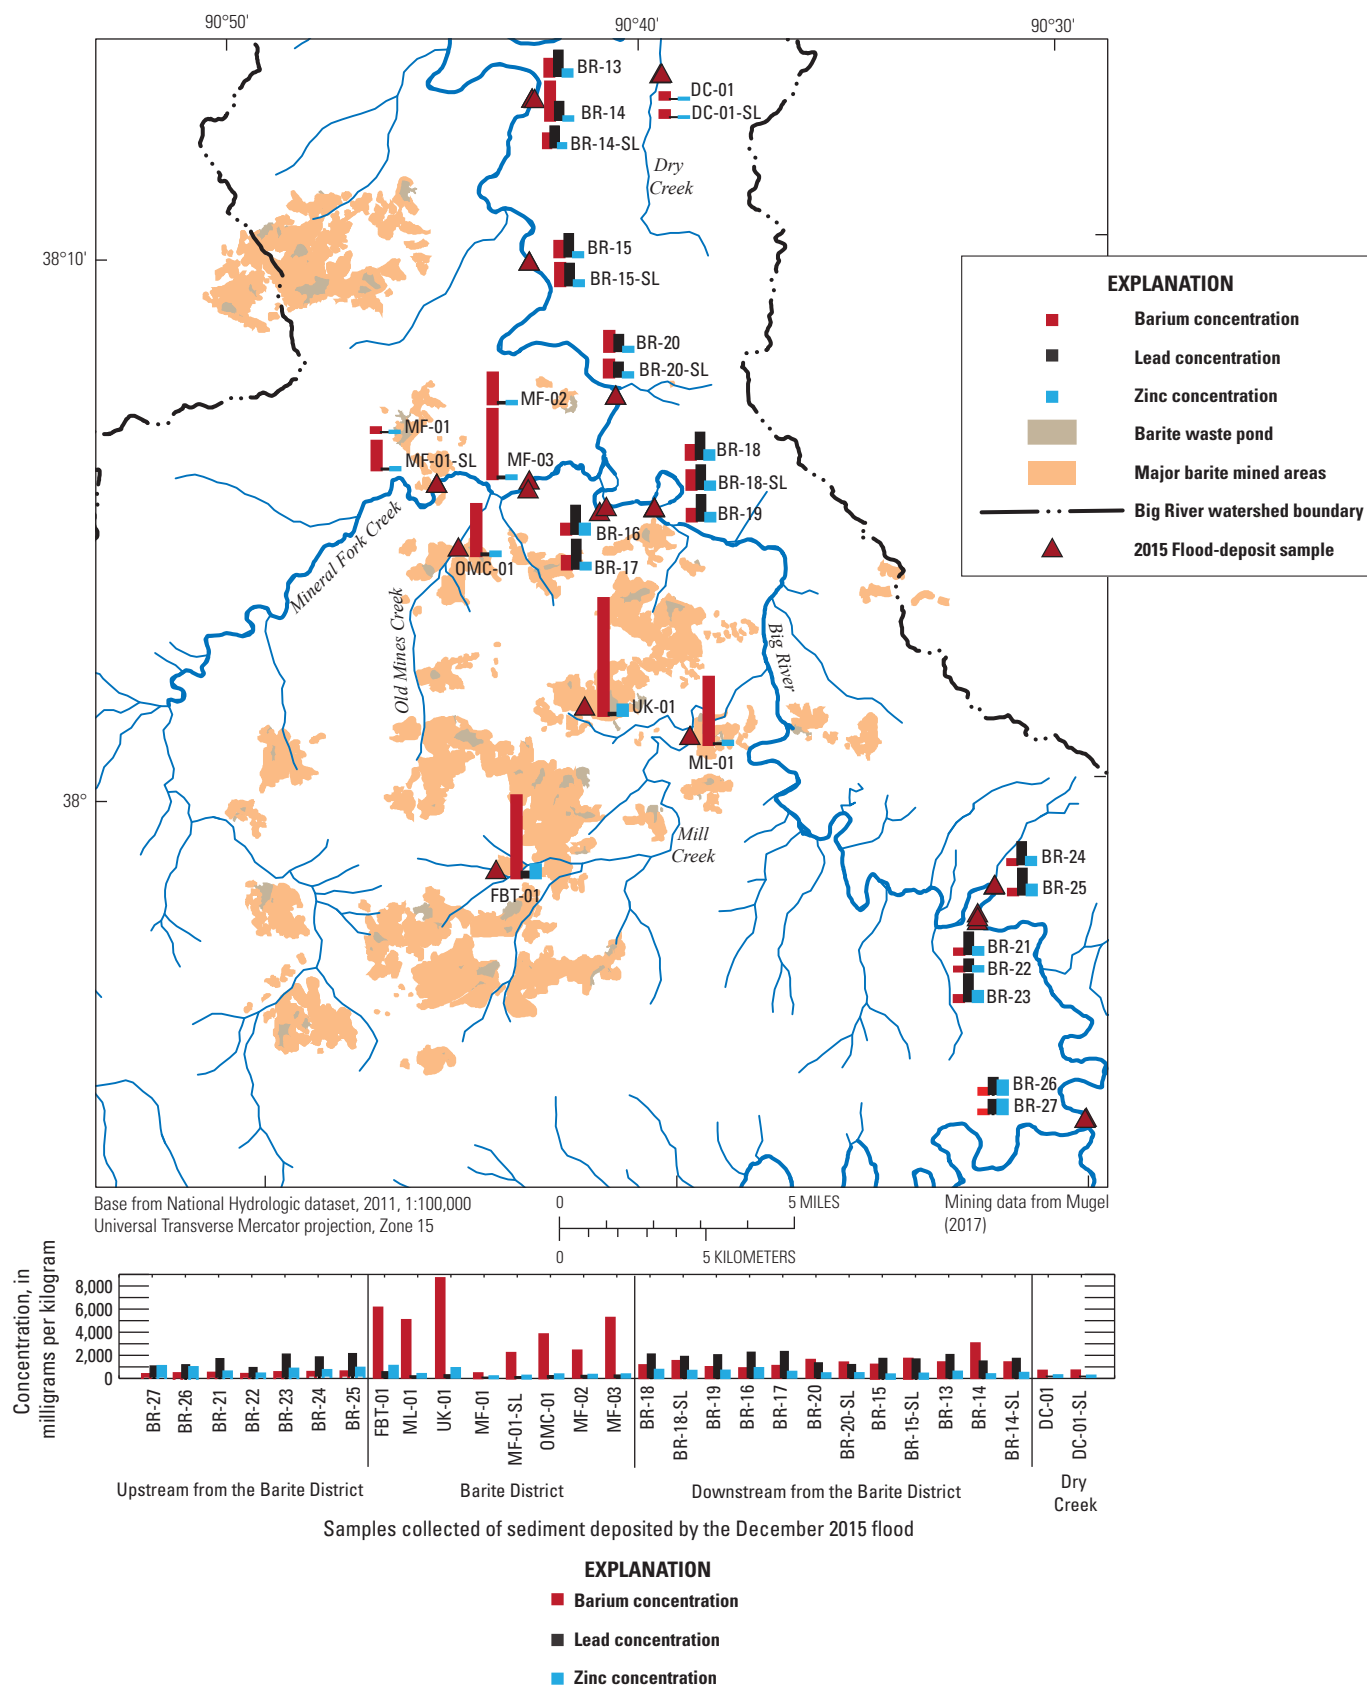 90°50'
90°40'
90°30'
BR-13
DC-01
BR-14
DC-01-SL
BR-14-SL
Dry
Creek
BR-15
38°10'
BR-15-SL
EXPLANATION
Barium concentration
Lead concentration
Zinc concentration
Barite waste pond
Major barite mined areas
Big River watershed boundary
2015 Flood-deposit sample
BR-20
BR-20-SL
MF-02
MF-01
MF-01-SL
MF-03
BR-18
BR-18-SL
BR-19
BR-16
BR-17
OMC-01
Mineral Fork Creek
Old Mines Creek
Big River
UK-01
ML-01
38°
Mill
Creek
FBT-01
BR-24
BR-25
BR-21
BR-22
BR-23
BR-26
BR-27
Base from National Hydrologic dataset, 2011, 1:100,000
Universal Transverse Mercator projection, Zone 15
0
5 MILES
0
5 KILOMETERS
Mining data from Mugel
(2017)
Concentration, in
milligrams per kilogram
8,000
6,000
4,000
2,000
0
BR-27
BR-26
BR-21
BR-22
BR-23
BR-24
BR-25
FBT-01
ML-01
UK-01
MF-01
MF-01-SL
OMC-01
MF-02
MF-03
BR-18
BR-18-SL
BR-19
BR-16
BR-17
BR-20
BR-20-SL
BR-15
BR-15-SL
BR-13
BR-14
BR-14-SL
DC-01
DC-01-SL
Upstream from the Barite District
Barite District
Downstream from the Barite District
Dry
Creek
Samples collected of sediment deposited by the December 2015 flood
EXPLANATION
Barium concentration
Lead concentration
Zinc concentration